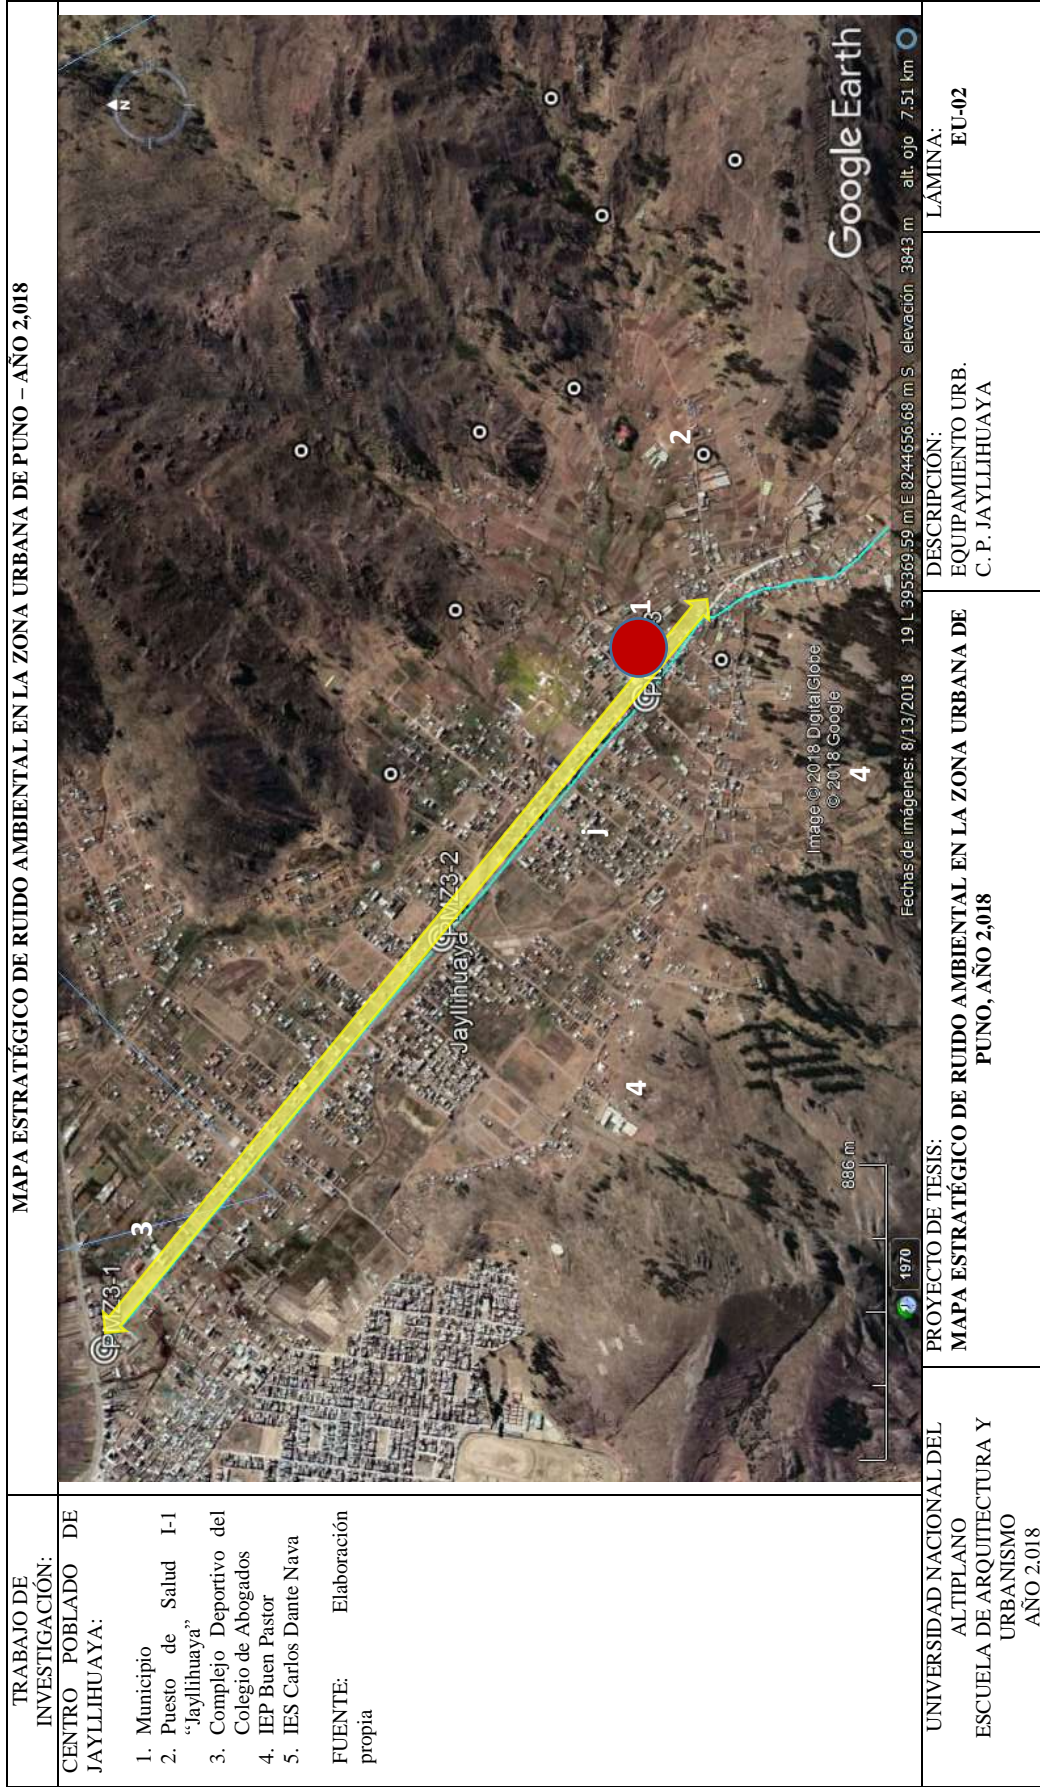 TRABAJO DE
INVESTIGACIÓN:
MAPA ESTRATÉGICO DE RUIDO AMBIENTAL EN LA ZONA URBANA DE PUNO – AÑO 2,018
CENTRO POBLADO DE
JAYLLIHUAYA:
1. Municipio
2. Puesto de Salud I-1
“Jayllihuaya”
3. Complejo Deportivo del
Colegio de Abogados
4. IEP Buen Pastor
5. IES Carlos Dante Nava
FUENTE: Elaboración
propia
N
PMZ3-1
3
PMZ3-2
Jayllihuaya
j
1
2
4
4
886 m
1970
Image © 2018 DigitalGlobe
© 2018 Google
Google Earth
Fechas de imágenes: 8/13/2018 19 L 395369.59 m E 8244656.68 m S elevación 3843 m alt. ojo 7.51 km
UNIVERSIDAD NACIONAL DEL
ALTIPLANO
ESCUELA DE ARQUITECTURA Y
URBANISMO
AÑO 2,018
PROYECTO DE TESIS:
MAPA ESTRATÉGICO DE RUIDO AMBIENTAL EN LA ZONA URBANA DE
PUNO, AÑO 2,018
DESCRIPCIÓN:
EQUIPAMIENTO URB.
C. P. JAYLLIHUAYA
LÁMINA:
EU-02